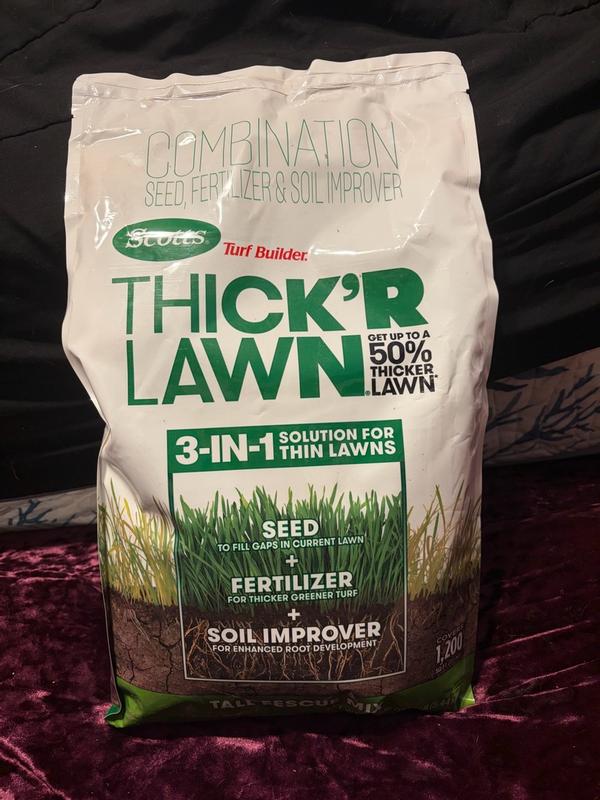 COMBINATION
SEED, FERTILIZER & SOIL IMPROVER
Scotts
Turf Builder.
THICK'R
LAWN®
GET UP TO A
50%
THICKER
LAWN*
3-IN-1 SOLUTION FOR
THIN LAWNS
SEED
TO FILL GAPS IN CURRENT LAWN
+
FERTILIZER
FOR THICKER GREENER TURF
+
SOIL IMPROVER
FOR ENHANCED ROOT DEVELOPMENT
1,200
TALL FESCUE MIX